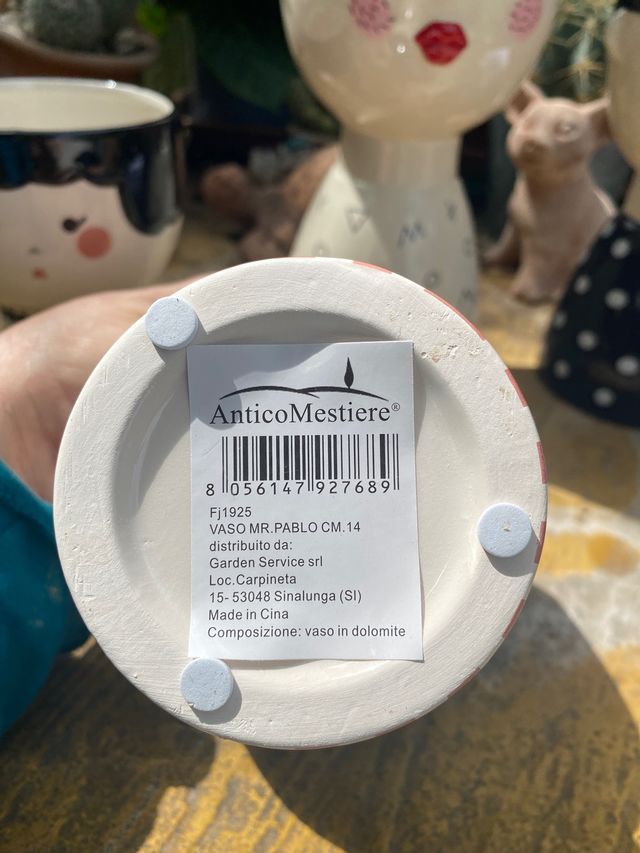 AnticoMestiere®
8 056147 927689
Fj1925
VASO MR.PABLO CM.14
distribuito da:
Garden Service srl
Loc.Carpineta
15- 53048 Sinalunga (SI)
Made in Cina
Composizione: vaso in dolomite